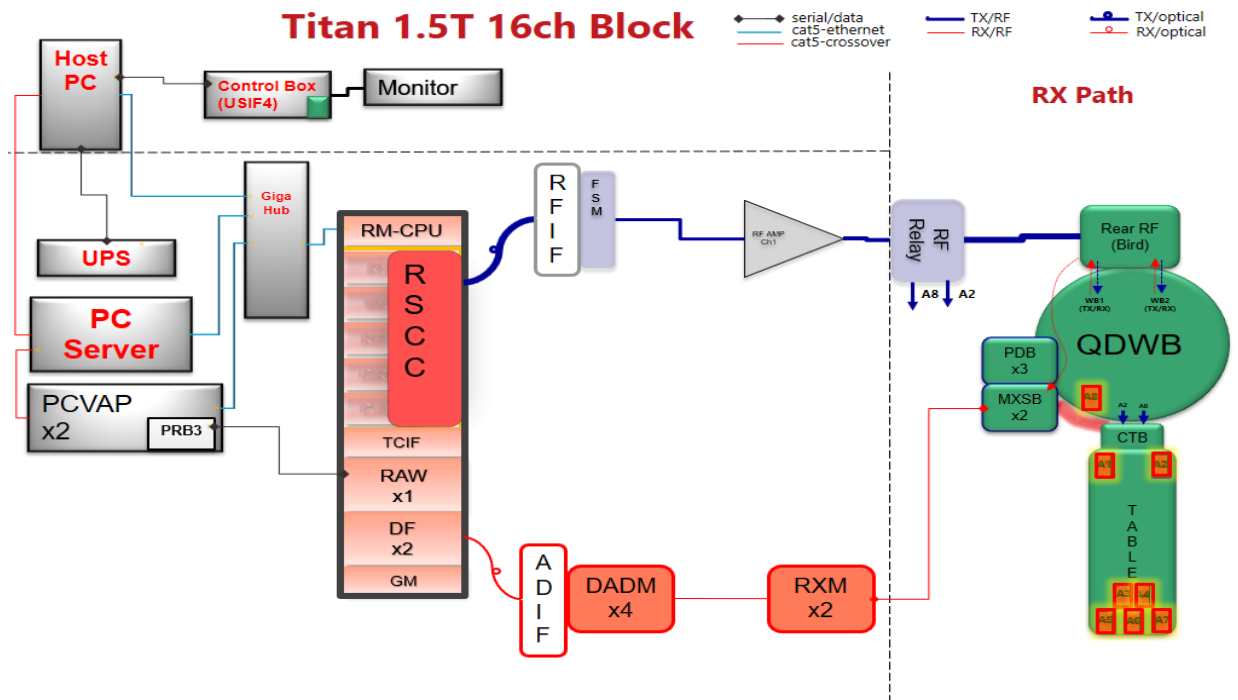 Titan 1.5T 16ch Block
serial/data
cat5-ethernet
cat5-crossover
TX/RF
RX/RF
TX/optical
RX/optical
Host
PC
Control Box
(USIF4)
Monitor
RX Path
Giga
Hub
UPS
PC
Server
PCVAP
x2
PRB3
RM-CPU
R
S
C
C
TCIF
RAW
x1
DF
x2
GM
R
F
I
F
F
S
M
RF AMP
Ch1
RF
Relay
A8
A2
Rear RF
(Bird)
WB1
(TX/RX)
WB2
(TX/RX)
QDWB
PDB
x3
MXSB
x2
A8
A2
A8
CTB
A1
A2
T
A
B
L
E
A3
A4
A5
A6
A7
A
D
I
F
DADM
x4
RXM
x2